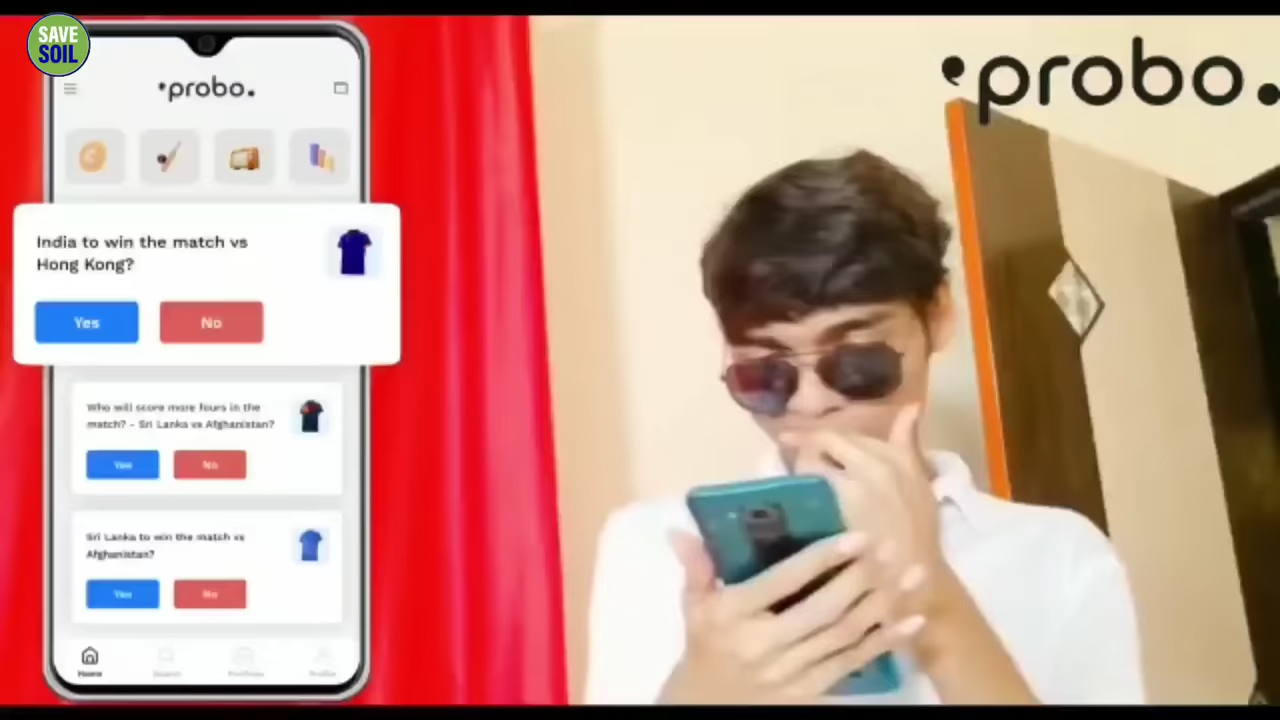 SAVE
SOIL
probo.
probo.
India to win the match vs
Hong Kong?
Yes
No
Who will score more fours in the
match? - Sri Lanka vs Afghanistan?
Yes
No
Sri Lanka to win the match vs
Afghanistan?
Yes
No
Home